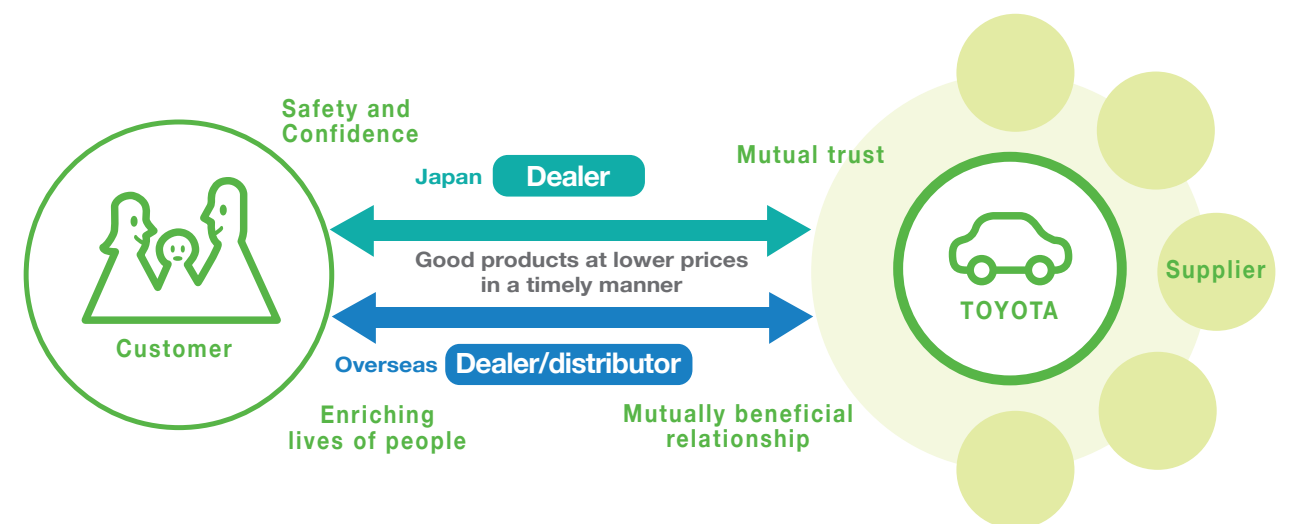 Safety and
Confidence
Mutual trust
Japan
Dealer
Good products at lower prices
in a timely manner
Supplier
TOYOTA
Customer
Overseas
Dealer/distributor
Enriching
lives of people
Mutually beneficial
relationship